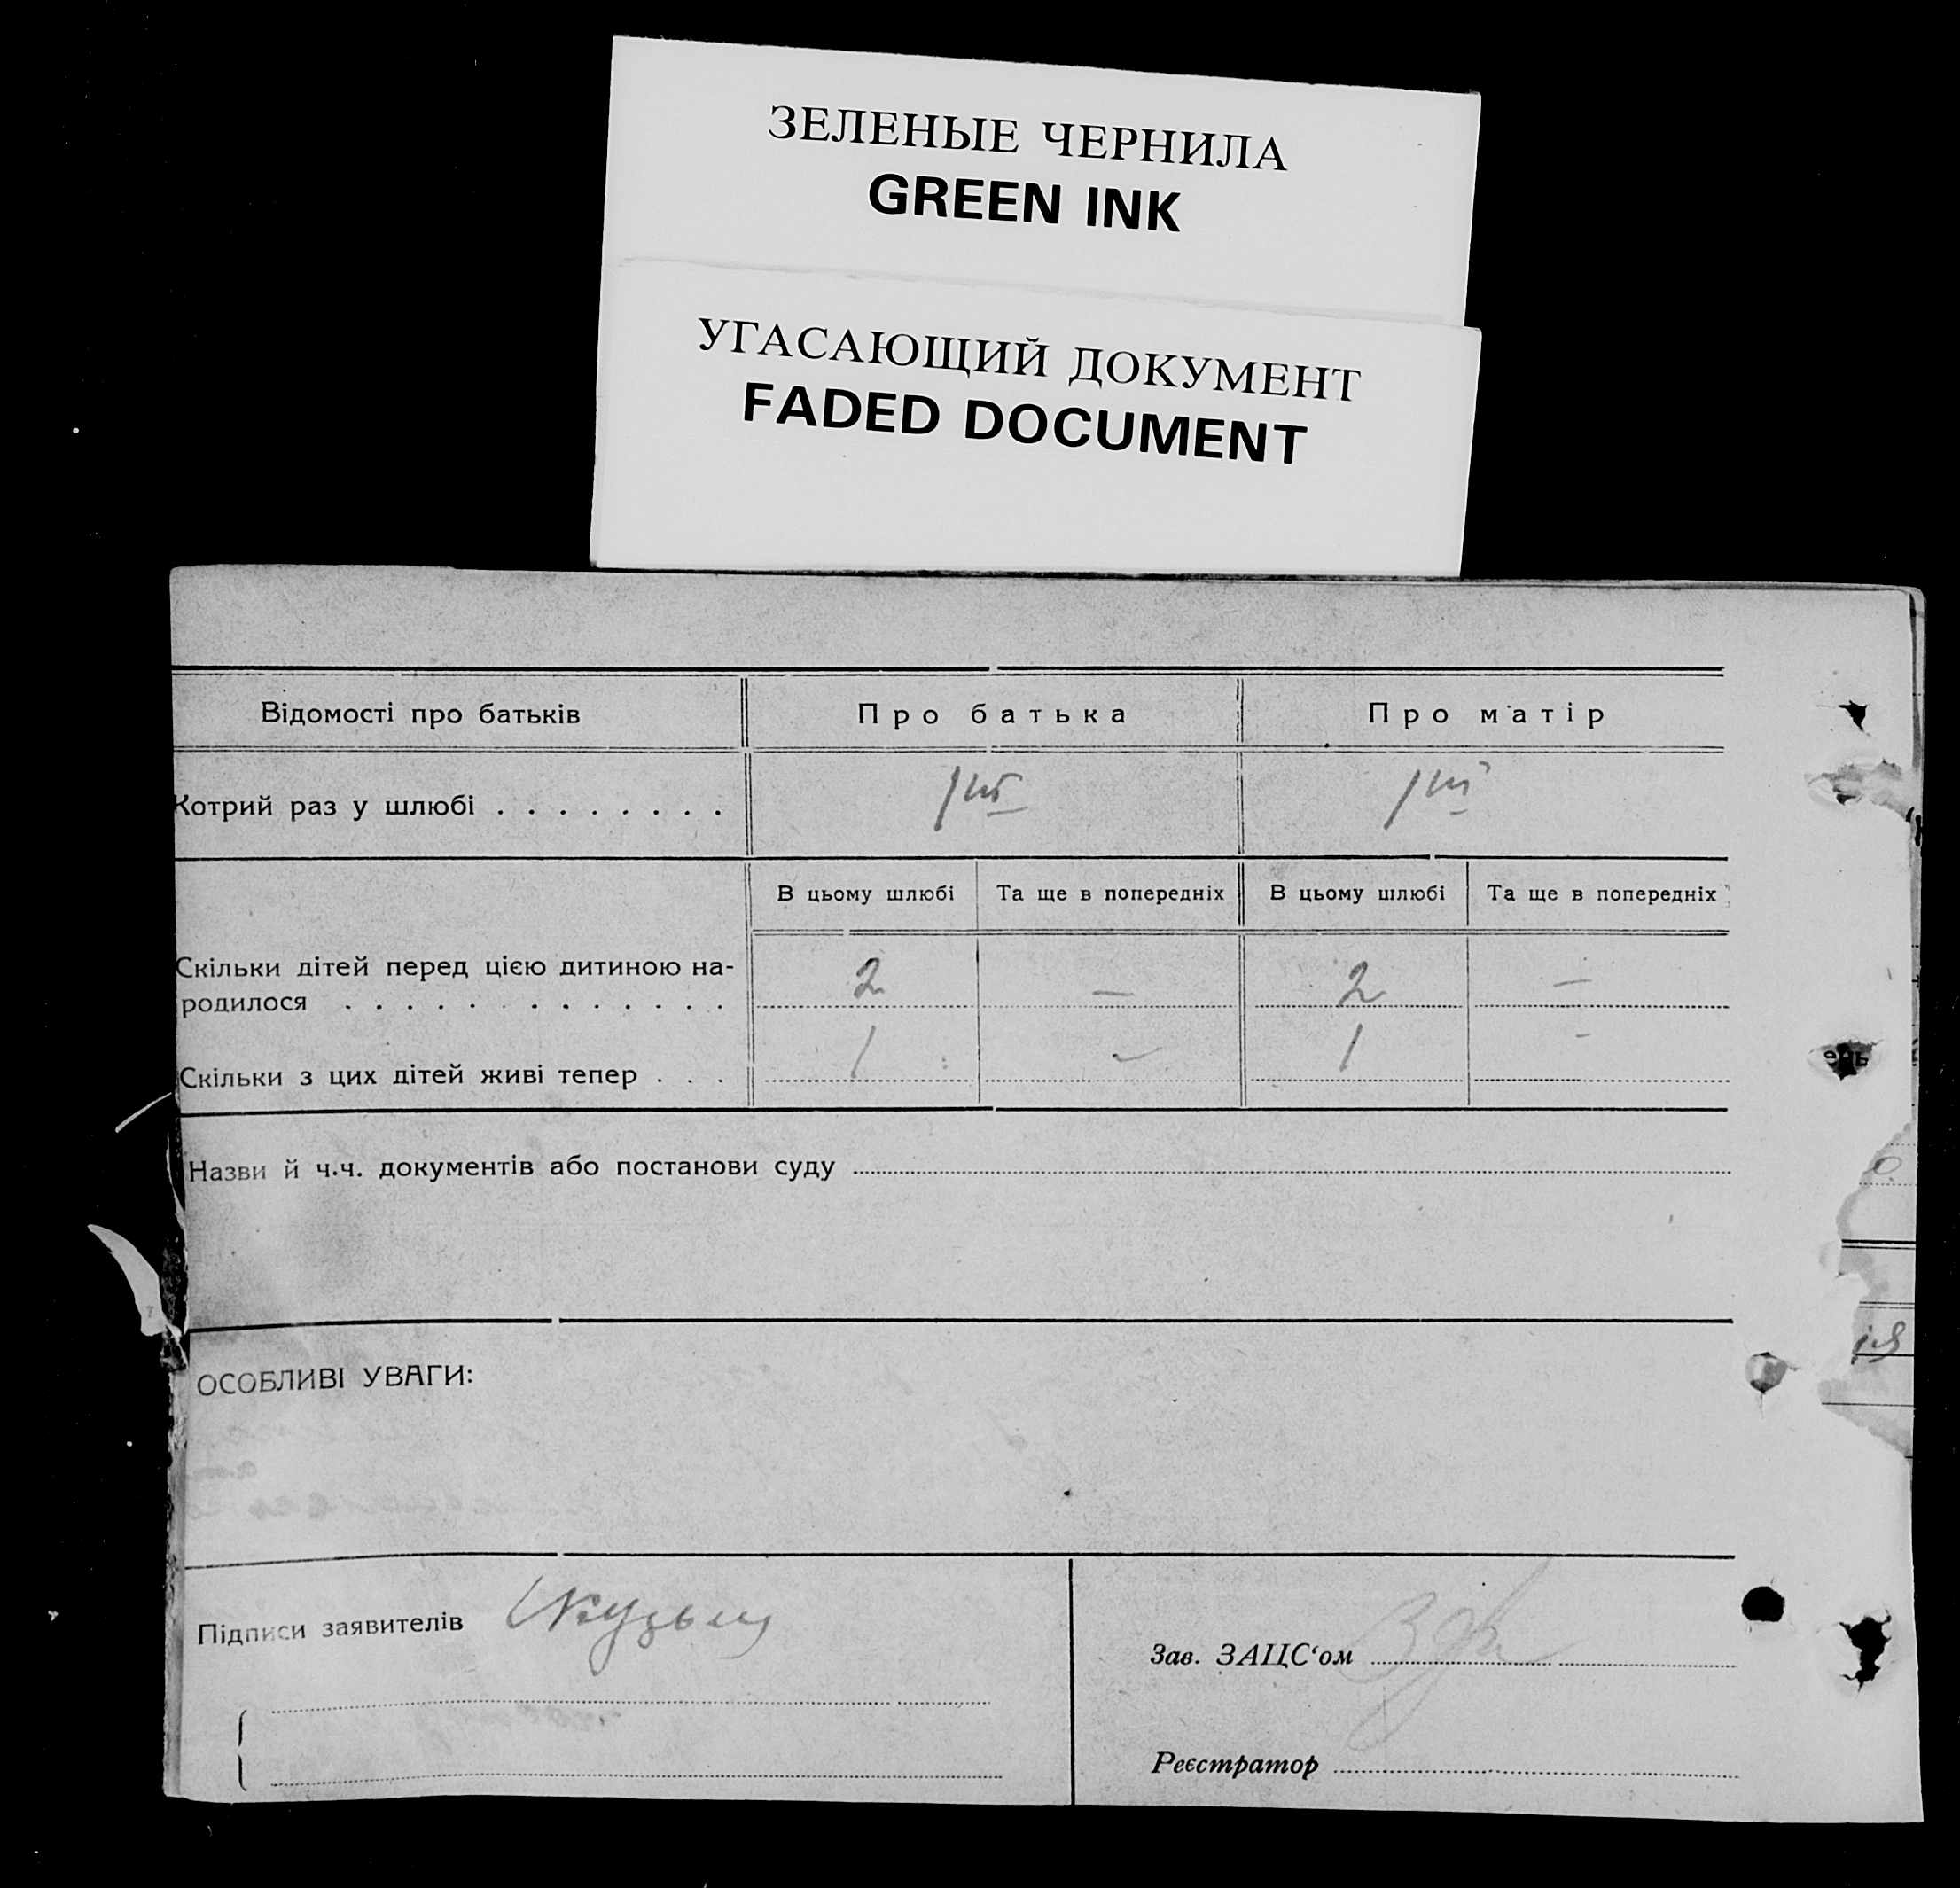 ЗЕЛЕНЫЕ ЧЕРНИЛА
GREEN INK
УГАСАЮЩИЙ ДОКУМЕНТ
FADED DOCUMENT
Відомості про батьків Про батька Про матір
Котрий раз у шлюбі . . . . . . . .
В цьому шлюбі Та ще в попередніх В цьому шлюбі Та ще в попередніх
Скільки дітей перед цією дитиною на-
родилося . . . . . . . . . . . . . 2 — 2 —
Скільки з цих дітей живі тепер . . . 1 — 1 -
Назви й ч.ч. документів або постанови суду
ОСОБЛИВІ УВАГИ:
Підписи заявителів
Зав. ЗАЦС‘ом
Реєстратор